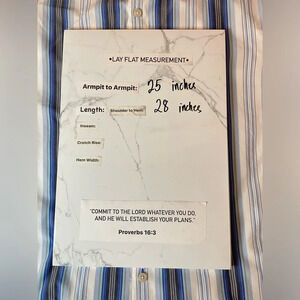 •LAY FLAT MEASUREMENT•
Armpit to Armpit: 25 inches
Length: Shoulder to Hem: 28 inches
Inseam:
Crotch Rise:
Hem Width:
"COMMIT TO THE LORD WHATEVER YOU DO,
AND HE WILL ESTABLISH YOUR PLANS."
Proverbs 16:3